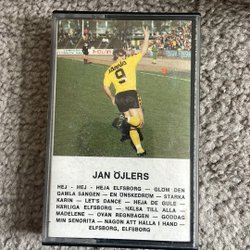 9
JAN ÖJLERS
HEJ - HEJ - HEJA ELFSBORG — GLÖM DEN
GAMLA SÅNGEN — EN ÖNSKEDRÖM — STARKA
KARIN — LET'S DANCE — HEJA DE GULE —
HÄRLIGA ELFSBORG — HÄLSA TILL ALLA —
MADELENE — OVAN REGNBÅGEN — GODDAG
MIN SENORITA — NÅGON ATT HÅLLA I HAND —
ELFSBORG, ELFSBORG